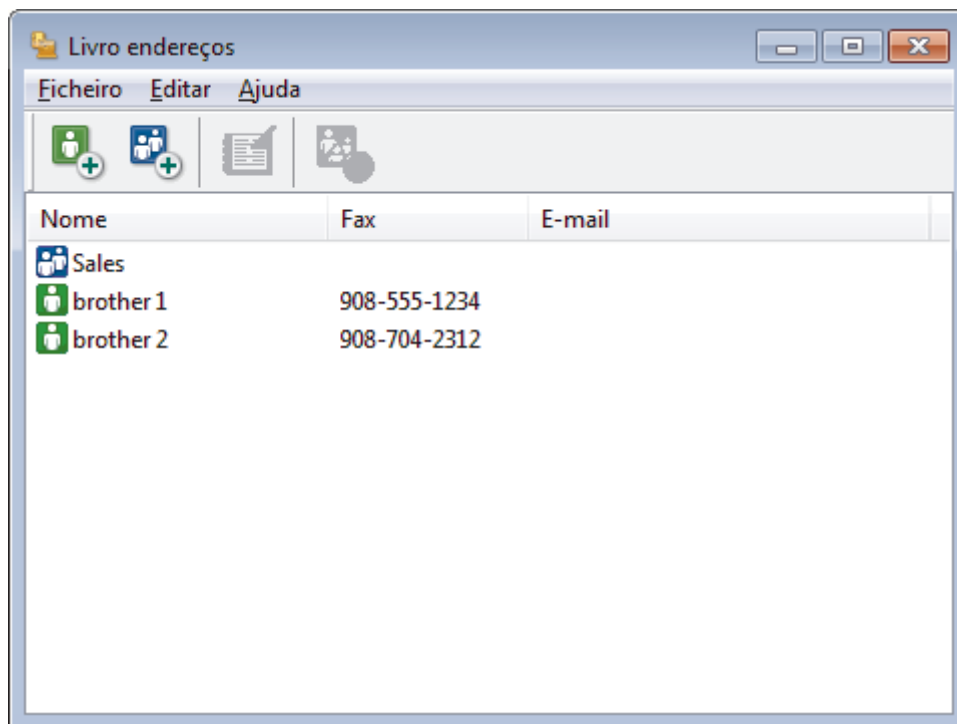 Livro endereços
Ficheiro Editar Ajuda
Nome Fax E-mail
Sales
brother 1 908-555-1234
brother 2 908-704-2312